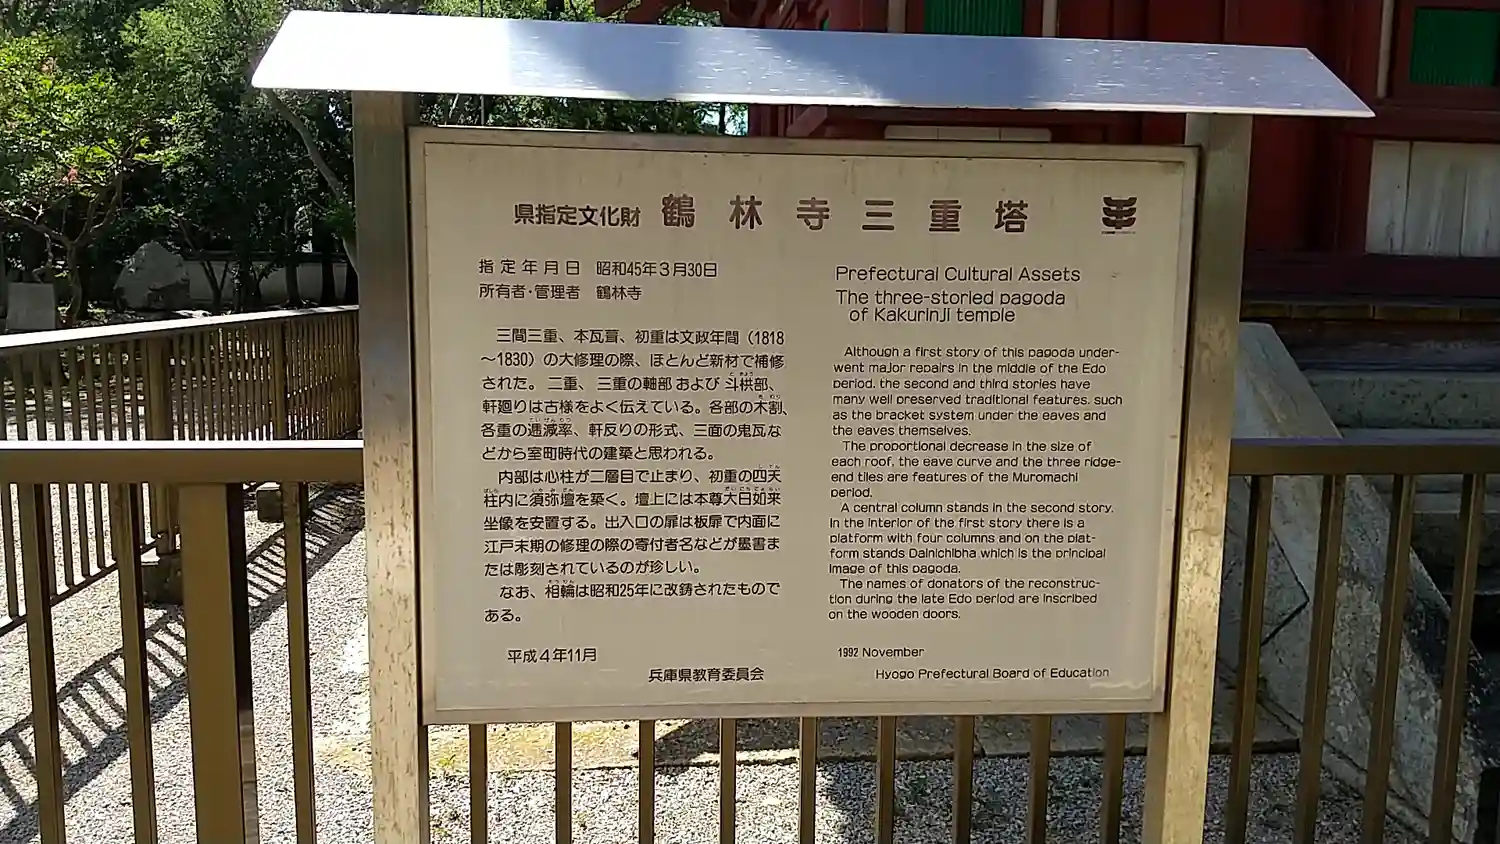 県指定文化財 鶴林寺三重塔
指定年月日 昭和45年3月30日
所有者・管理者 鶴林寺
三間三重、本瓦葺、初重は文政年間（1818
～1830）の大修理の際、ほとんど新材で補修
された。二重、三重の軸部および斗栱部、
軒廻りは古様をよく伝えている。各部の木割、
各重の逓減率、軒反りの形式、三面の鬼瓦な
どから室町時代の建築と思われる。
内部は心柱が二層目で止まり、初重の四天
柱内に須弥壇を築く。壇上には本尊大日如来
坐像を安置する。出入口の扉は板扉で内面に
江戸末期の修理の際の寄付者名などが墨書ま
たは彫刻されているのが珍しい。
なお、相輪は昭和25年に改鋳されたもので
ある。
平成4年11月
兵庫県教育委員会
Prefectural Cultural Assets
The three-storied pagoda
of Kakurinji temple
Although a first story of this pagoda under-
went major repairs in the middle of the Edo
period, the second and third stories have
many well preserved traditional features, such
as the bracket system under the eaves and
the eaves themselves.
The proportional decrease in the size of
each roof, the eave curve and the three ridge-
end tiles are features of the Muromachi
period.
A central column stands in the second story.
In the interior of the first story there is a
platform with four columns and on the plat-
form stands Dainichibha which is the principal
image of this pagoda.
The names of donators of the reconstruc-
tion during the late Edo period are inscribed
on the wooden doors.
1992 November
Hyogo Prefectural Board of Education